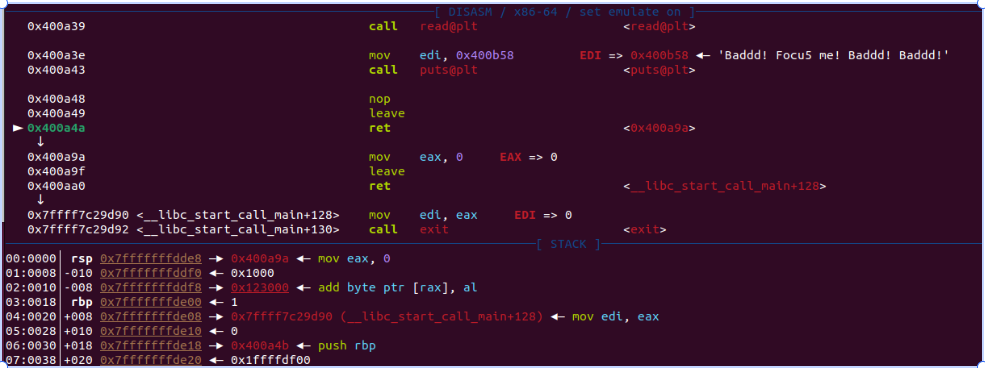 [ DISASM / x86-64 / set emulate on ]
0x400a39 call read@plt <read@plt>
0x400a3e mov edi, 0x400b58 EDI => 0x400b58 ◂— 'Baddd! Focu5 me! Baddd! Baddd!'
0x400a43 call puts@plt <puts@plt>
0x400a48 nop
0x400a49 leave
► 0x400a4a ret <0x400a9a>
↓
0x400a9a mov eax, 0 EAX => 0
0x400a9f leave
0x400aa0 ret <__libc_start_call_main+128>
↓
0x7ffff7c29d90 <__libc_start_call_main+128> mov edi, eax EDI => 0
0x7ffff7c29d92 <__libc_start_call_main+130> call exit <exit>
[ STACK ]
00:0000│ rsp 0x7fffffffdde8 —▸ 0x400a9a ◂— mov eax, 0
01:0008│ -010 0x7fffffffddf0 ◂— 0x1000
02:0010│ -008 0x7fffffffddf8 —▸ 0x123000 ◂— add byte ptr [rax], al
03:0018│ rbp 0x7fffffffde00 ◂— 1
04:0020│ +008 0x7fffffffde08 —▸ 0x7ffff7c29d90 (__libc_start_call_main+128) ◂— mov edi, eax
05:0028│ +010 0x7fffffffde10 ◂— 0
06:0030│ +018 0x7fffffffde18 —▸ 0x400a4b ◂— push rbp
07:0038│ +020 0x7fffffffde20 ◂— 0x1ffffdf00